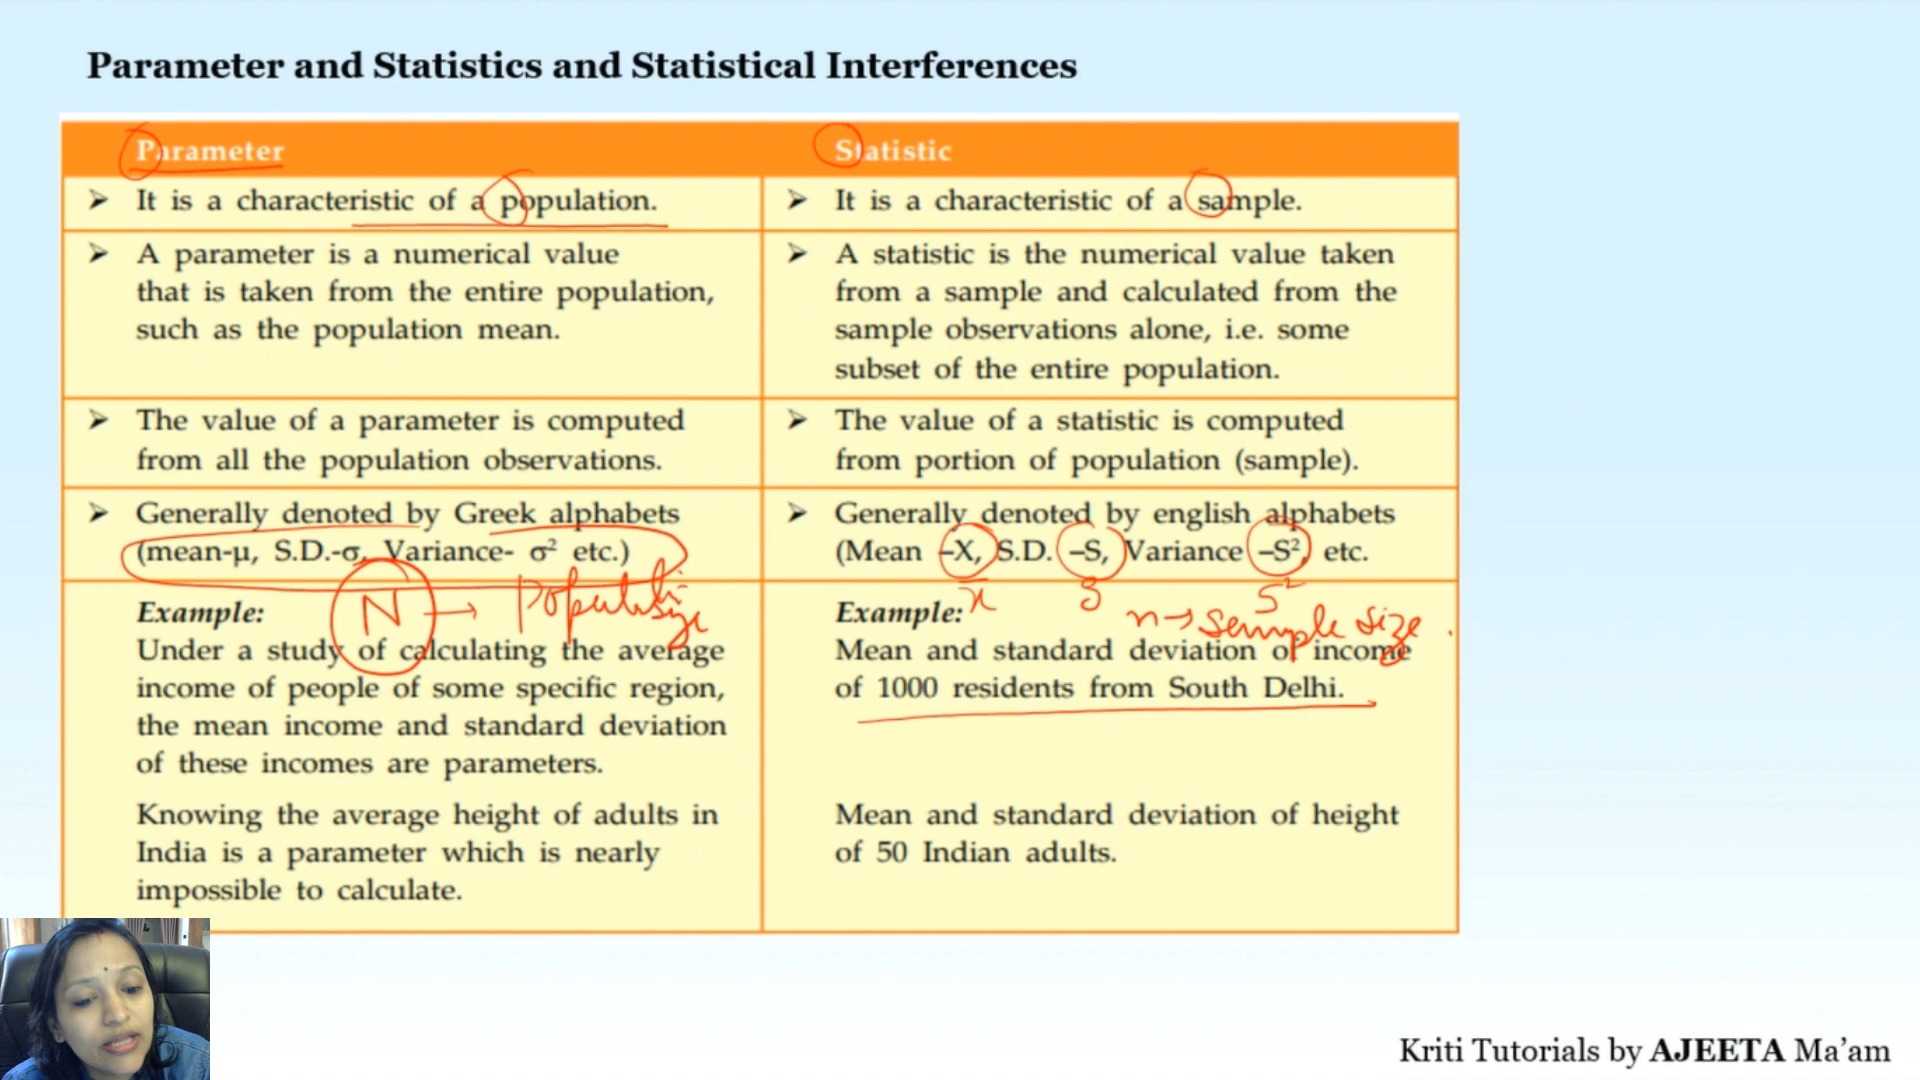 Parameter and Statistics and Statistical Interferences
Parameter
Statistic
➢ It is a characteristic of a population.
➢ It is a characteristic of a sample.
➢ A parameter is a numerical value
that is taken from the entire population,
such as the population mean.
➢ A statistic is the numerical value taken
from a sample and calculated from the
sample observations alone, i.e. some
subset of the entire population.
➢ The value of a parameter is computed
from all the population observations.
➢ The value of a statistic is computed
from portion of population (sample).
➢ Generally denoted by Greek alphabets
(mean-μ, S.D.-σ, Variance- σ² etc.)
➢ Generally denoted by english alphabets
(Mean –X, S.D. –S, Variance –S², etc.
N → Populati
size
x S S²
n → sample size
Example:
Under a study of calculating the average
income of people of some specific region,
the mean income and standard deviation
of these incomes are parameters.
Knowing the average height of adults in
India is a parameter which is nearly
impossible to calculate.
Example:
Mean and standard deviation of income
of 1000 residents from South Delhi.
Mean and standard deviation of height
of 50 Indian adults.
Kriti Tutorials by AJEETA Ma’am